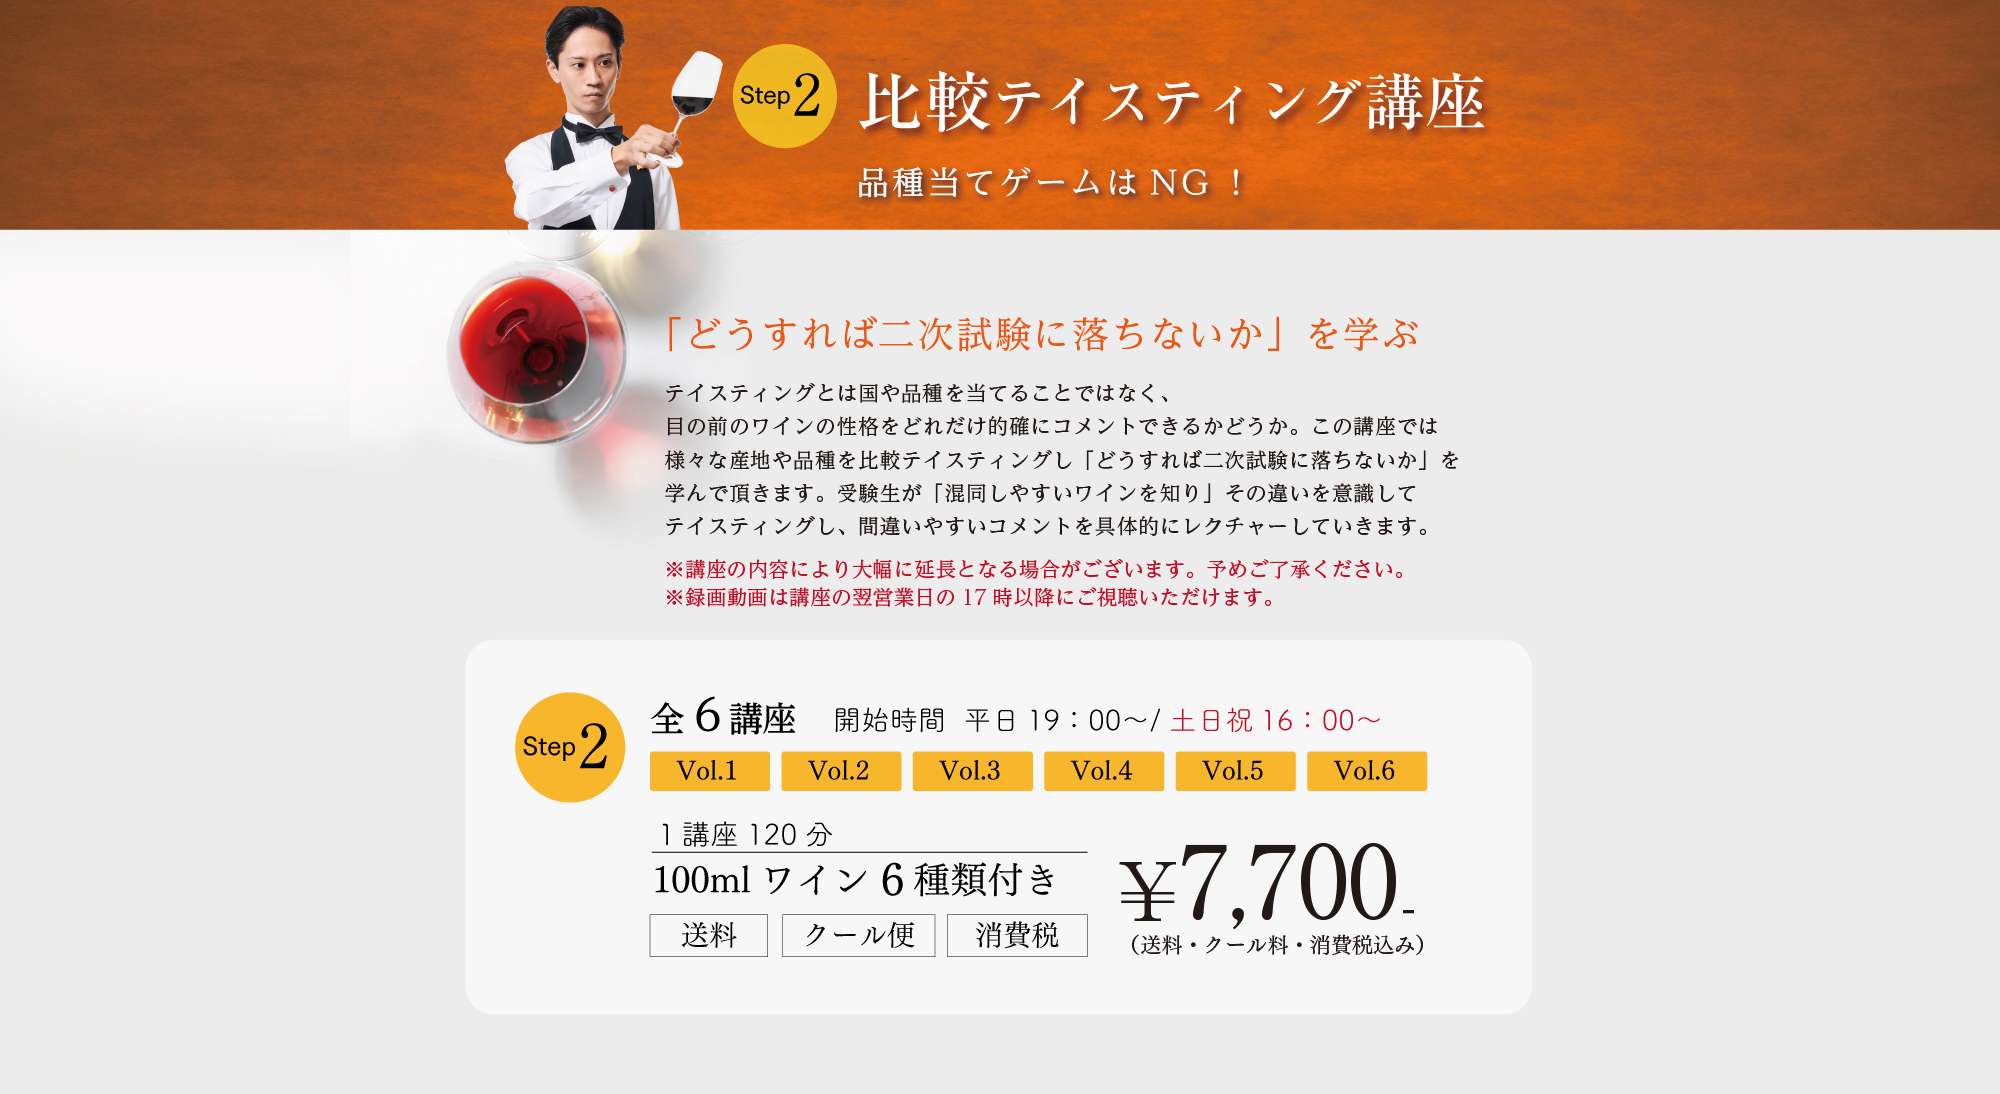 Step 2
比較テイスティング講座
品種当てゲームは NG ！
「どうすれば二次試験に落ちないか」を学ぶ
テイスティングとは国や品種を当てることではなく、
目の前のワインの性格をどれだけ的確にコメントできるかどうか。この講座では
様々な産地や品種を比較テイスティングし「どうすれば二次試験に落ちないか」を
学んで頂きます。受験生が「混同しやすいワインを知り」その違いを意識して
テイスティングし、間違いやすいコメントを具体的にレクチャーしていきます。
※講座の内容により大幅に延長となる場合がございます。予めご了承ください。
※録画動画は講座の翌営業日の 17 時以降にご視聴いただけます。
Step 2
全 6 講座 開始時間 平日 19：00～/ 土日祝 16：00～
Vol.1 Vol.2 Vol.3 Vol.4 Vol.5 Vol.6
1 講座 120 分
100ml ワイン 6 種類付き
送料 クール便 消費税
¥7,700-
（送料・クール料・消費税込み）